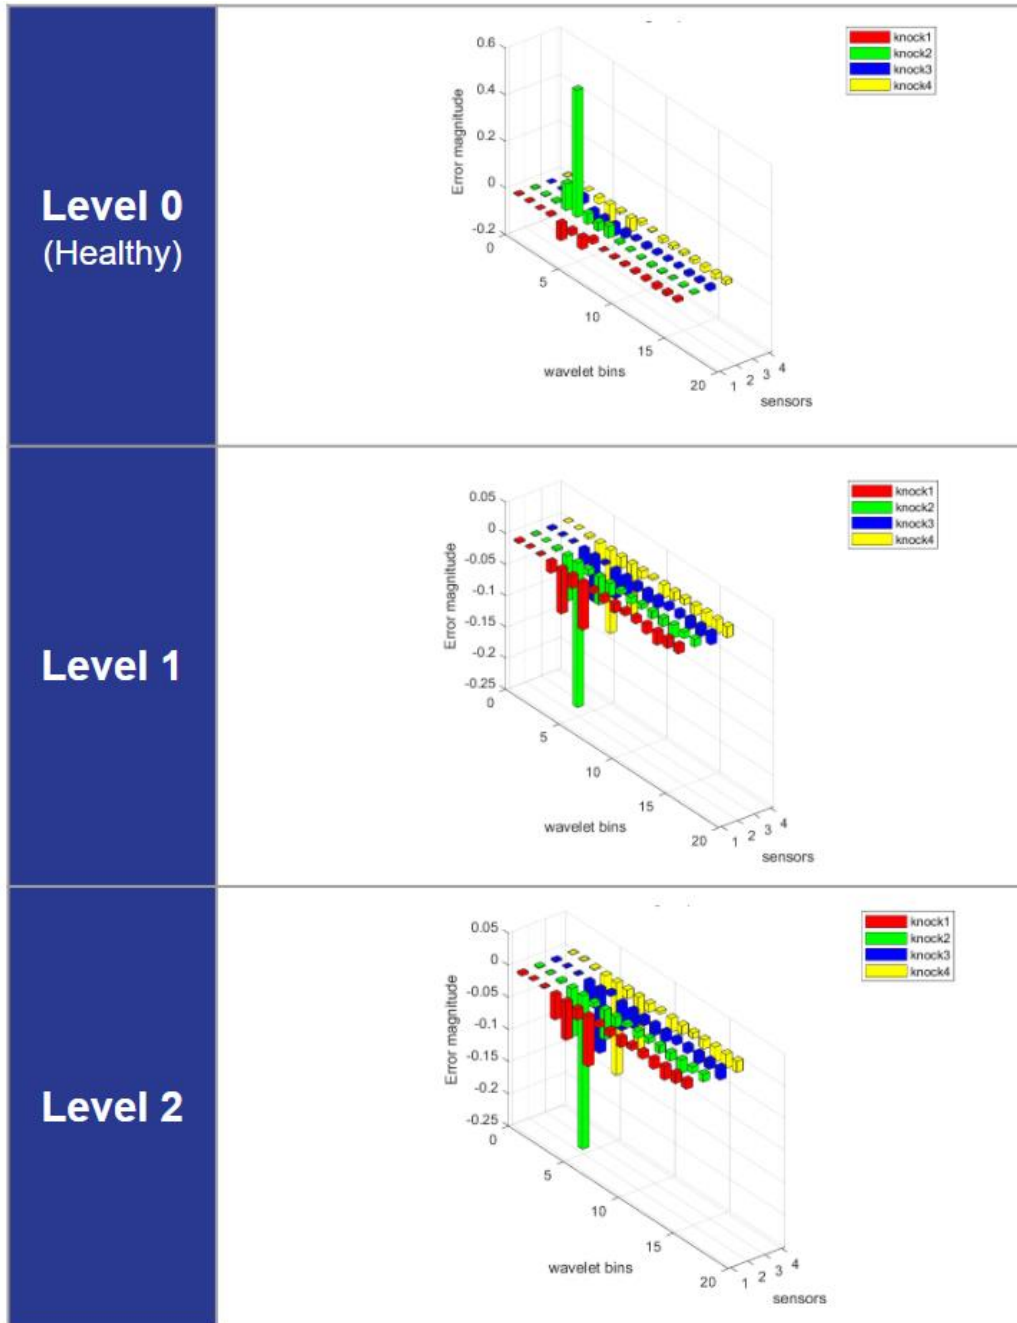 Level 0
(Healthy)
0.6
0.4
0.2
0
-0.2
Error magnitude
0
5
10
15
20
wavelet bins
1 2 3 4
sensors
knock1
knock2
knock3
knock4
Level 1
0.05
0
-0.05
-0.1
-0.15
-0.2
-0.25
Error magnitude
0
5
10
15
20
wavelet bins
1 2 3 4
sensors
knock1
knock2
knock3
knock4
Level 2
0.05
0
-0.05
-0.1
-0.15
-0.2
-0.25
Error magnitude
0
5
10
15
20
wavelet bins
1 2 3 4
sensors
knock1
knock2
knock3
knock4